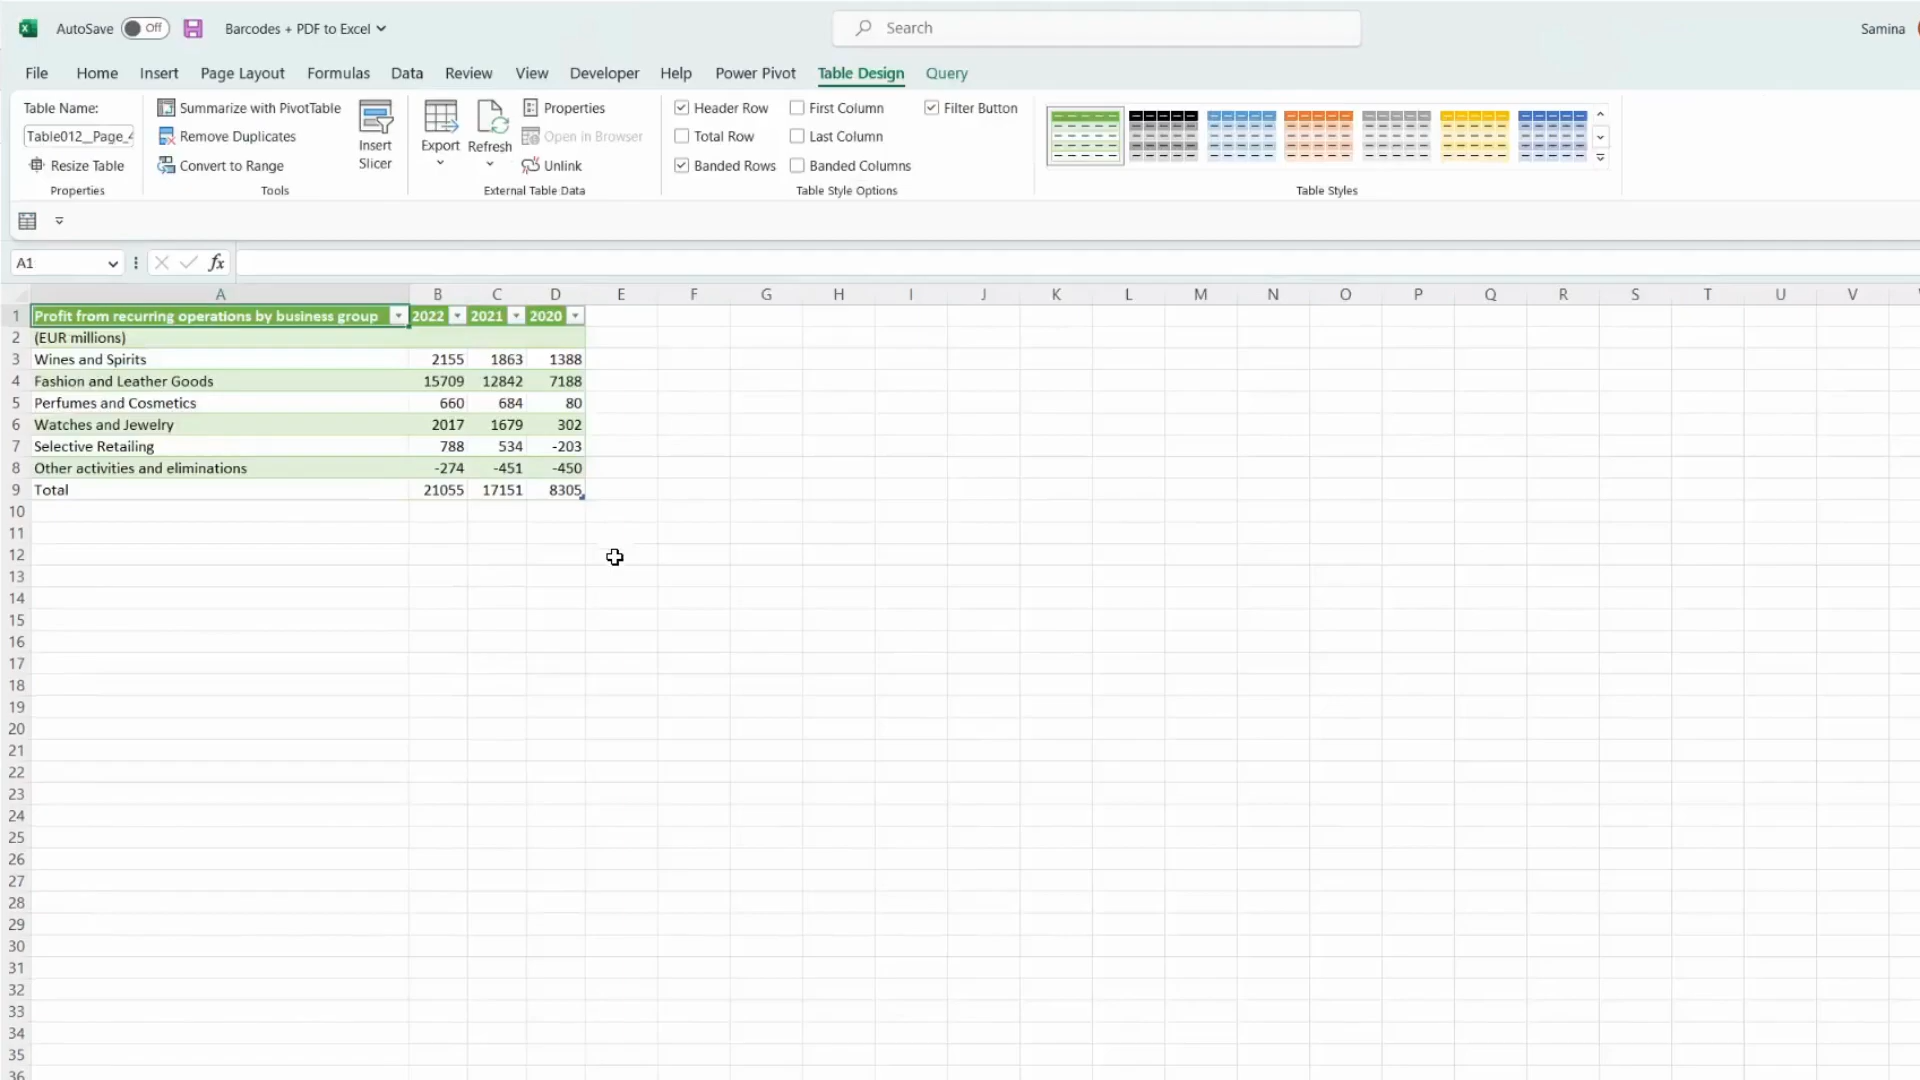 AutoSave Off Barcodes + PDF to Excel Search Samina
File Home Insert Page Layout Formulas Data Review View Developer Help Power Pivot Table Design Query
Table Name: Summarize with PivotTable Properties Header Row First Column Filter Button
Table012__Page_4 Remove Duplicates Insert Slicer Export Refresh Open in Browser Total Row Last Column
Resize Table Convert to Range Unlink Banded Rows Banded Columns
Properties Tools External Table Data Table Style Options Table Styles
A1 fx
A B C D E F G H I J K L M N O P Q R S T U V
1 Profit from recurring operations by business group 2022 2021 2020
2 (EUR millions)
3 Wines and Spirits 2155 1863 1388
4 Fashion and Leather Goods 15709 12842 7188
5 Perfumes and Cosmetics 660 684 80
6 Watches and Jewelry 2017 1679 302
7 Selective Retailing 788 534 -203
8 Other activities and eliminations -274 -451 -450
9 Total 21055 17151 8305
10
11
12
13
14
15
16
17
18
19
20
21
22
23
24
25
26
27
28
29
30
31
32
33
34
35
36